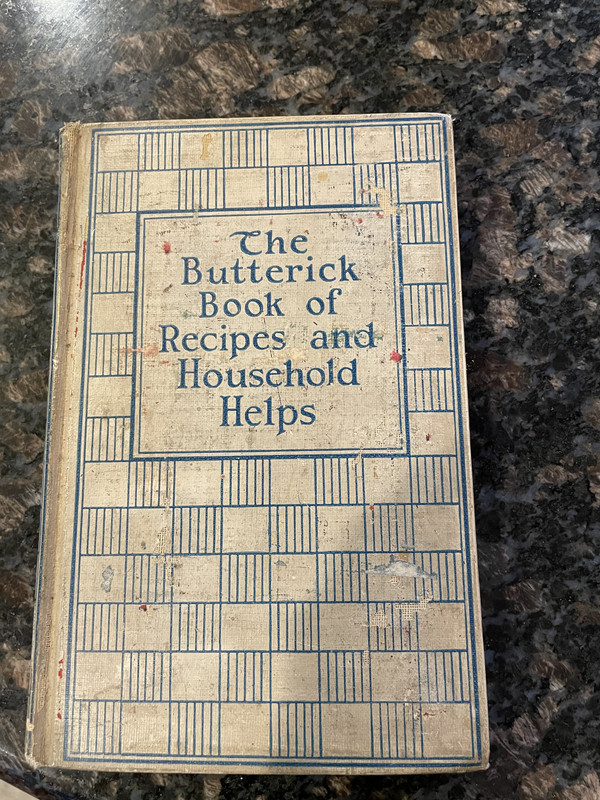 The
Butterick
Book of
Recipes and
Household
Helps